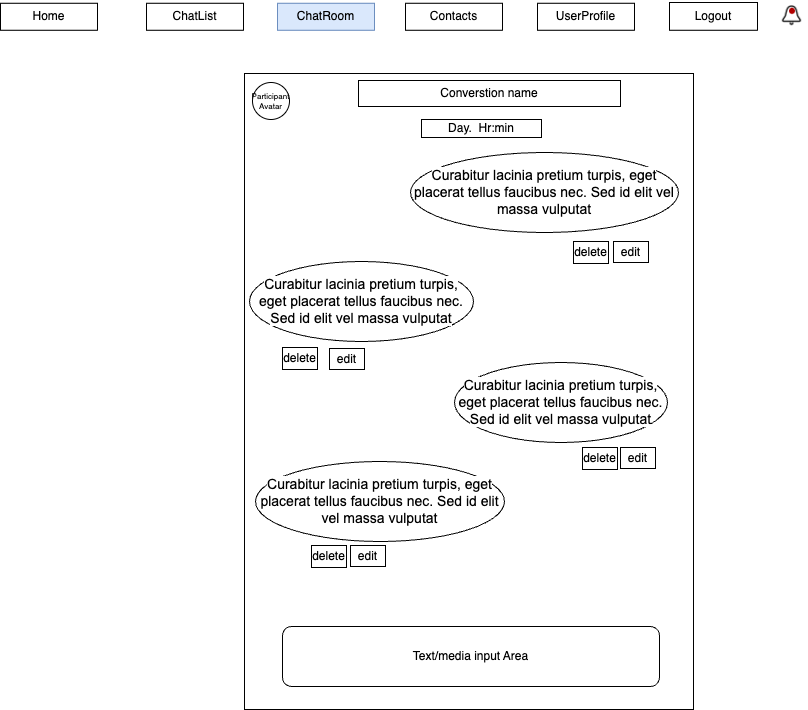 Home ChatList ChatRoom Contacts UserProfile Logout
Participant
Avatar
Converstion name
Day. Hr:min
Curabitur lacinia pretium turpis, eget
placerat tellus faucibus nec. Sed id elit vel
massa vulputat
delete edit
Curabitur lacinia pretium turpis,
eget placerat tellus faucibus nec.
Sed id elit vel massa vulputat
delete edit
Curabitur lacinia pretium turpis,
eget placerat tellus faucibus nec.
Sed id elit vel massa vulputat
delete edit
Curabitur lacinia pretium turpis, eget
placerat tellus faucibus nec. Sed id elit
vel massa vulputat
delete edit
Text/media input Area